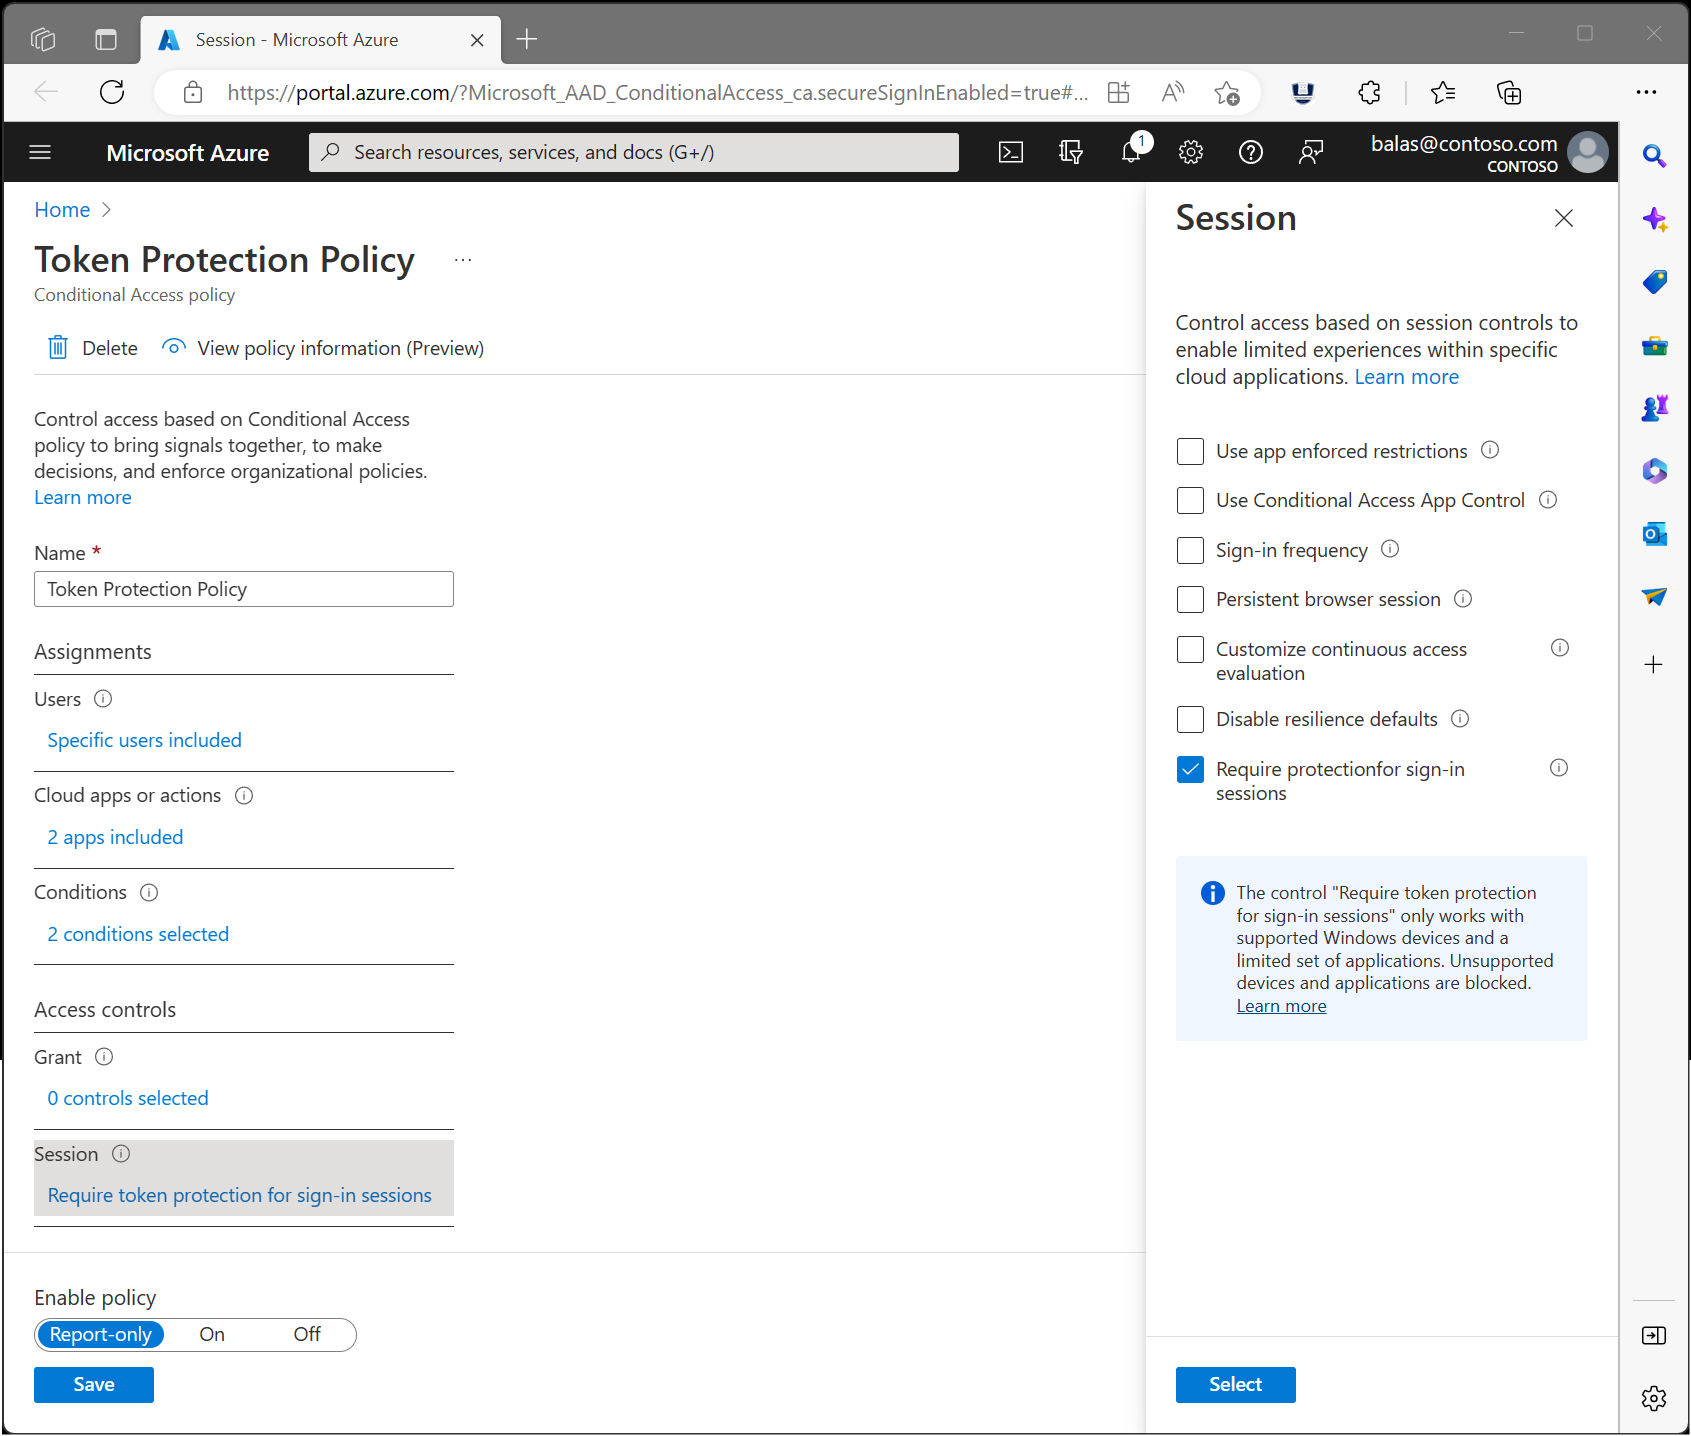 Session - Microsoft Azure
https://portal.azure.com/?Microsoft_AAD_ConditionalAccess_ca.secureSignInEnabled=true#...
Microsoft Azure
Search resources, services, and docs (G+/)
1
balas@contoso.com
CONTOSO
Home
Token Protection Policy ...
Conditional Access policy
Delete
View policy information (Preview)
Control access based on Conditional Access
policy to bring signals together, to make
decisions, and enforce organizational policies.
Learn more
Name *
Token Protection Policy
Assignments
Users
Specific users included
Cloud apps or actions
2 apps included
Conditions
2 conditions selected
Access controls
Grant
0 controls selected
Session
Require token protection for sign-in sessions
Enable policy
Report-only On Off
Save
Session
Control access based on session controls to
enable limited experiences within specific
cloud applications. Learn more
Use app enforced restrictions
Use Conditional Access App Control
Sign-in frequency
Persistent browser session
Customize continuous access
evaluation
Disable resilience defaults
Require protectionfor sign-in
sessions
The control "Require token protection
for sign-in sessions" only works with
supported Windows devices and a
limited set of applications. Unsupported
devices and applications are blocked.
Learn more
Select